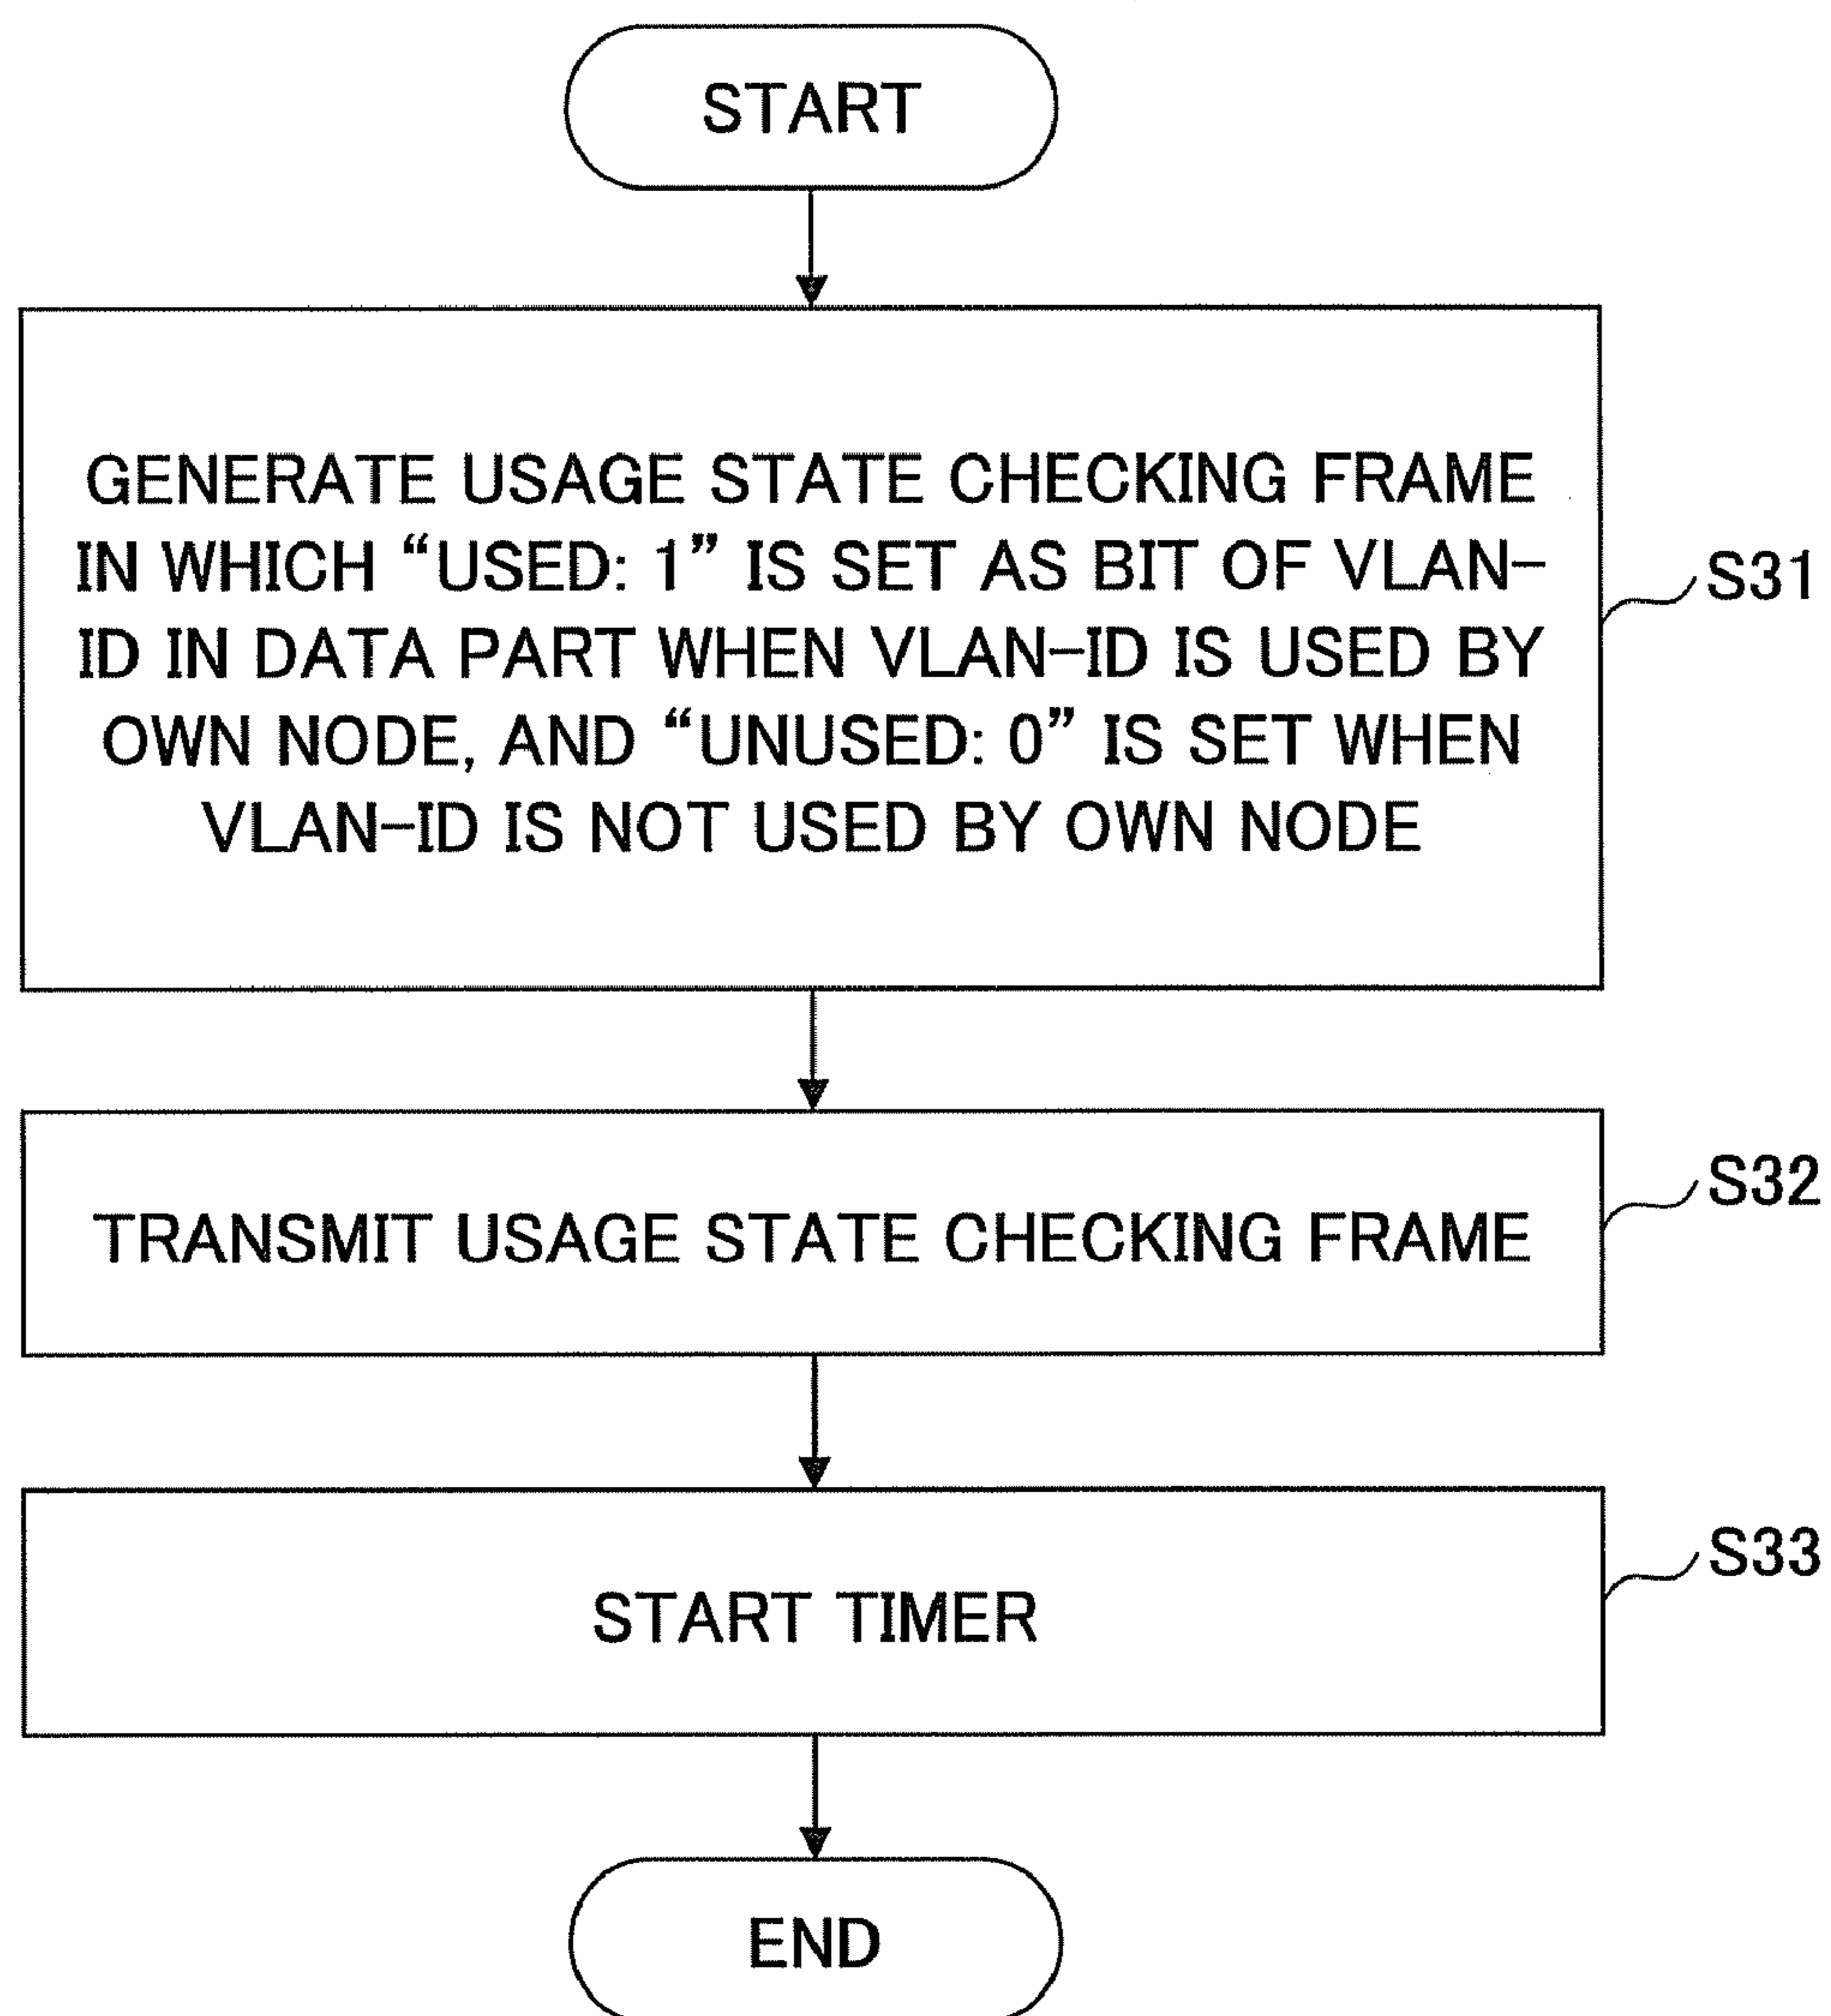 START
GENERATE USAGE STATE CHECKING FRAME
IN WHICH “USED: 1” IS SET AS BIT OF VLAN-
ID IN DATA PART WHEN VLAN-ID IS USED BY
OWN NODE, AND “UNUSED: 0” IS SET WHEN
VLAN-ID IS NOT USED BY OWN NODE
S31
TRANSMIT USAGE STATE CHECKING FRAME
S32
START TIMER
S33
END